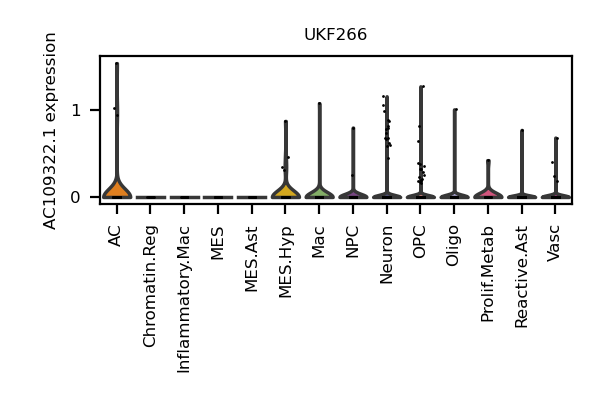 UKF266
AC109322.1 expression
1
0
AC
Chromatin.Reg
Inflammatory.Mac
MES
MES.Ast
MES.Hyp
Mac
NPC
Neuron
OPC
Oligo
Prolif.Metab
Reactive.Ast
Vasc